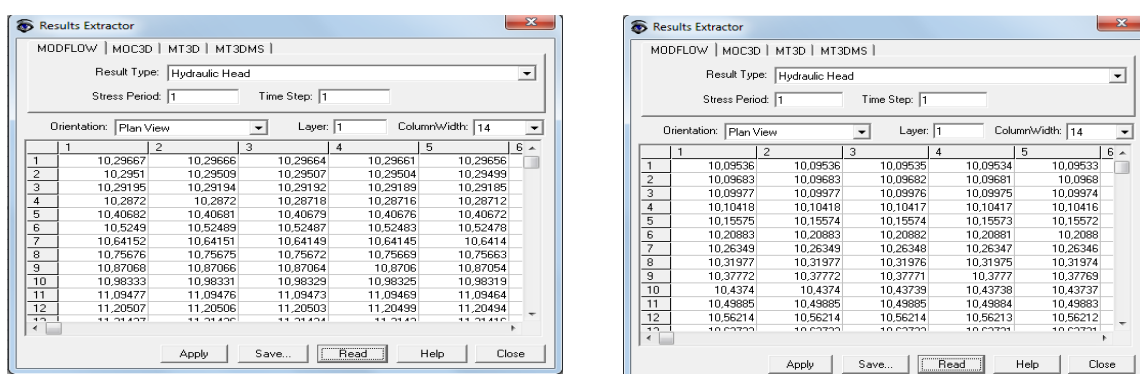 Results Extractor
MODFLOW | MOC3D | MT3D | MT3DMS |
Result Type: Hydraulic Head
Stress Period: 1 Time Step: 1
Orientation: Plan View Layer: 1 ColumnWidth: 14
1 2 3 4 5 6
1 10,29667 10,29666 10,29664 10,29661 10,29656
2 10,2951 10,29509 10,29507 10,29504 10,29499
3 10,29195 10,29194 10,29192 10,29189 10,29185
4 10,2872 10,2872 10,28718 10,28716 10,28712
5 10,40682 10,40681 10,40679 10,40676 10,40672
6 10,5249 10,52489 10,52487 10,52483 10,52478
7 10,64152 10,64151 10,64149 10,64145 10,6414
8 10,75676 10,75675 10,75672 10,75669 10,75663
9 10,87068 10,87066 10,87064 10,8706 10,87054
10 10,98333 10,98331 10,98329 10,98325 10,98319
11 11,09477 11,09476 11,09473 11,09469 11,09464
12 11,20507 11,20506 11,20503 11,20499 11,20494
Apply Save... Read Help Close
Results Extractor
MODFLOW | MOC3D | MT3D | MT3DMS |
Result Type: Hydraulic Head
Stress Period: 1 Time Step: 1
Orientation: Plan View Layer: 1 ColumnWidth: 14
1 2 3 4 5 6
1 10,09536 10,09536 10,09535 10,09534 10,09533
2 10,09683 10,09683 10,09682 10,09681 10,0968
3 10,09977 10,09977 10,09976 10,09975 10,09974
4 10,10418 10,10418 10,10417 10,10417 10,10416
5 10,15575 10,15574 10,15574 10,15573 10,15572
6 10,20883 10,20883 10,20882 10,20881 10,2088
7 10,26349 10,26349 10,26348 10,26347 10,26346
8 10,31977 10,31977 10,31976 10,31975 10,31974
9 10,37772 10,37772 10,37771 10,3777 10,37769
10 10,4374 10,4374 10,43739 10,43738 10,43737
11 10,49885 10,49885 10,49885 10,49884 10,49883
12 10,56214 10,56214 10,56214 10,56213 10,56212
Apply Save... Read Help Close